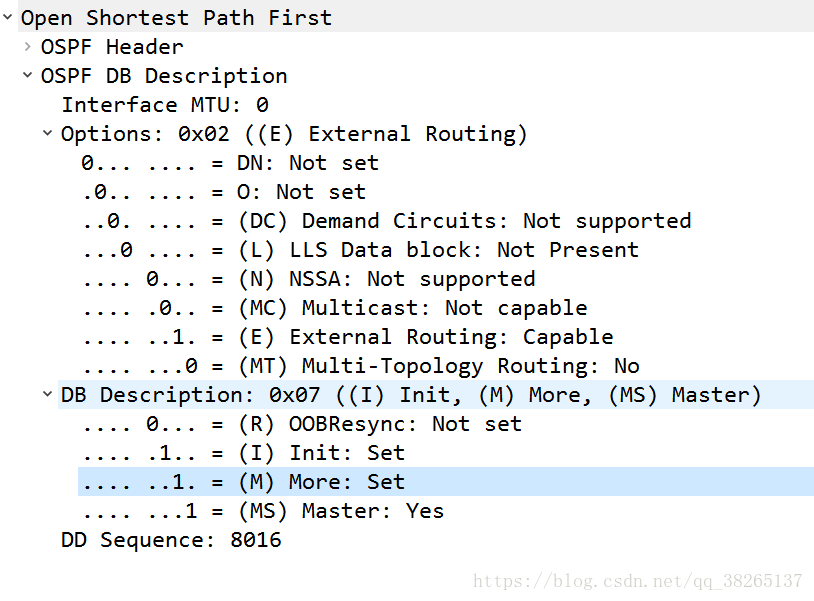 Open Shortest Path First
OSPF Header
OSPF DB Description
Interface MTU: 0
Options: 0x02 ((E) External Routing)
0... .... = DN: Not set
.0.. .... = O: Not set
..0. .... = (DC) Demand Circuits: Not supported
...0 .... = (L) LLS Data block: Not Present
.... 0... = (N) NSSA: Not supported
.... .0.. = (MC) Multicast: Not capable
.... ..1. = (E) External Routing: Capable
.... ...0 = (MT) Multi-Topology Routing: No
DB Description: 0x07 ((I) Init, (M) More, (MS) Master)
.... 0... = (R) OOBResync: Not set
.... .1.. = (I) Init: Set
.... ..1. = (M) More: Set
.... ...1 = (MS) Master: Yes
DD Sequence: 8016
https://blog.csdn.net/qq_38265137